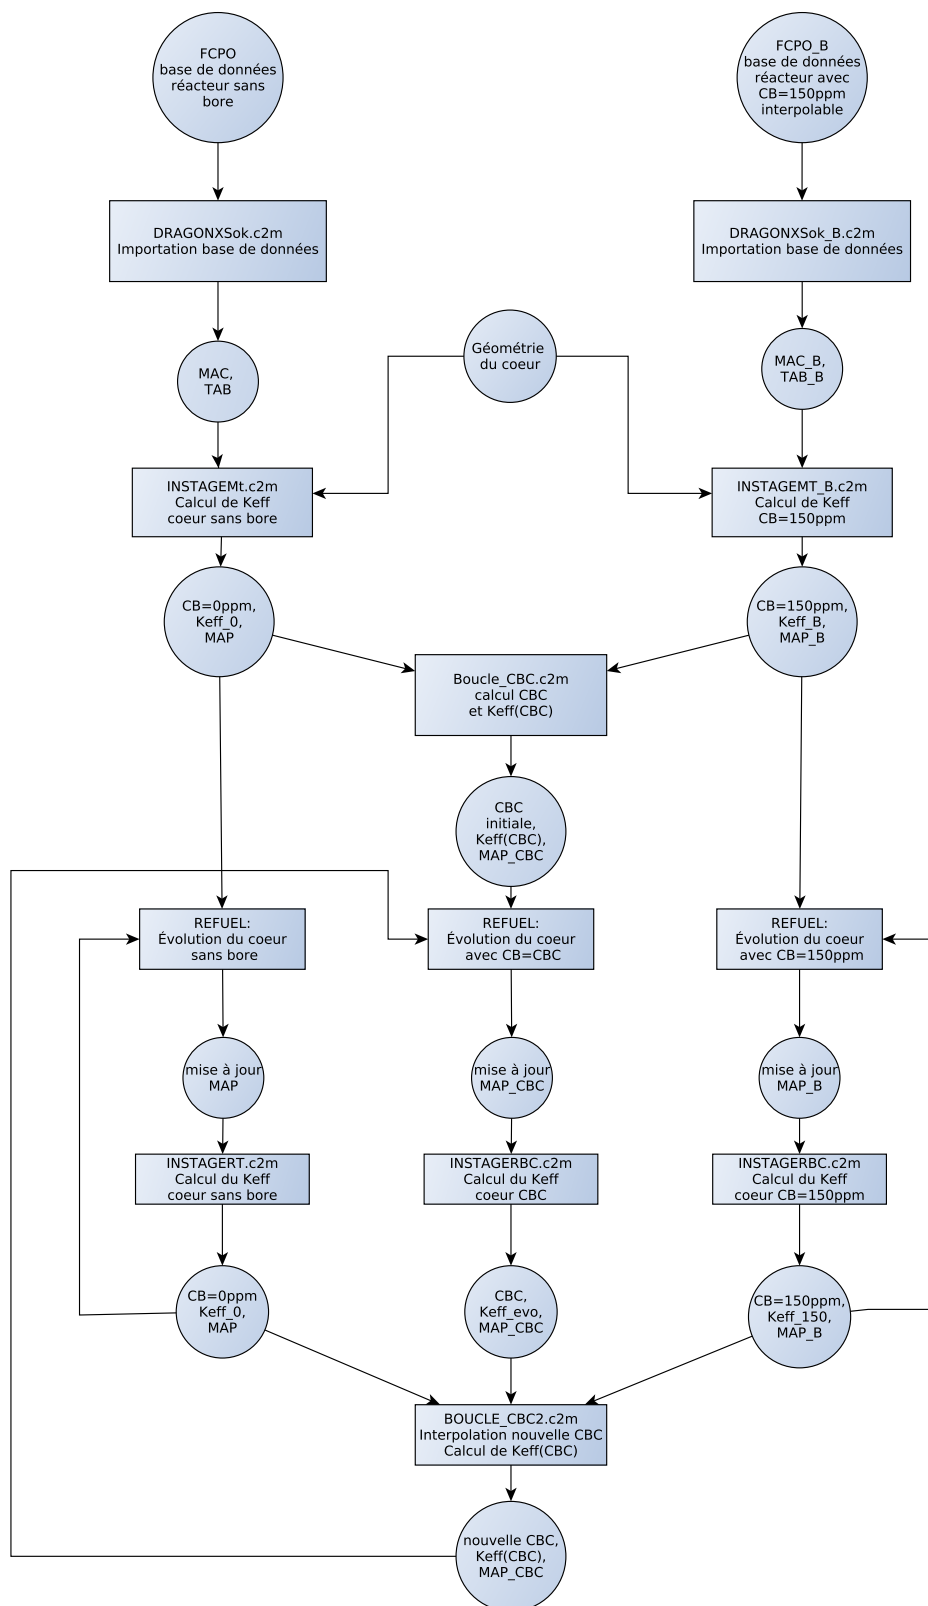 FCPO
base de données
réacteur sans
bore
FCPO_B
base de données
réacteur avec
CB=150ppm
interpolable
DRAGONXSok.c2m
Importation base de données
DRAGONXSok_B.c2m
Importation base de données
Géométrie
du coeur
MAC,
TAB
MAC_B,
TAB_B
INSTAGEMt.c2m
Calcul de Keff
coeur sans bore
INSTAGEMT_B.c2m
Calcul de Keff
CB=150ppm
CB=0ppm,
Keff_0,
MAP
CB=150ppm,
Keff_B,
MAP_B
Boucle_CBC.c2m
calcul CBC
et Keff(CBC)
CBC
initiale,
Keff(CBC),
MAP_CBC
REFUEL:
Évolution du coeur
sans bore
REFUEL:
Évolution du coeur
avec CB=CBC
REFUEL:
Évolution du coeur
avec CB=150ppm
mise à jour
MAP
mise à jour
MAP_CBC
mise à jour
MAP_B
INSTAGERT.c2m
Calcul du Keff
coeur sans bore
INSTAGERBC.c2m
Calcul du Keff
coeur CBC
INSTAGERBC.c2m
Calcul du Keff
coeur CB=150ppm
CB=0ppm
Keff_0,
MAP
CBC,
Keff_evo,
MAP_CBC
CB=150ppm,
Keff_150,
MAP_B
BOUCLE_CBC2.c2m
Interpolation nouvelle CBC
Calcul de Keff(CBC)
nouvelle CBC,
Keff(CBC),
MAP_CBC